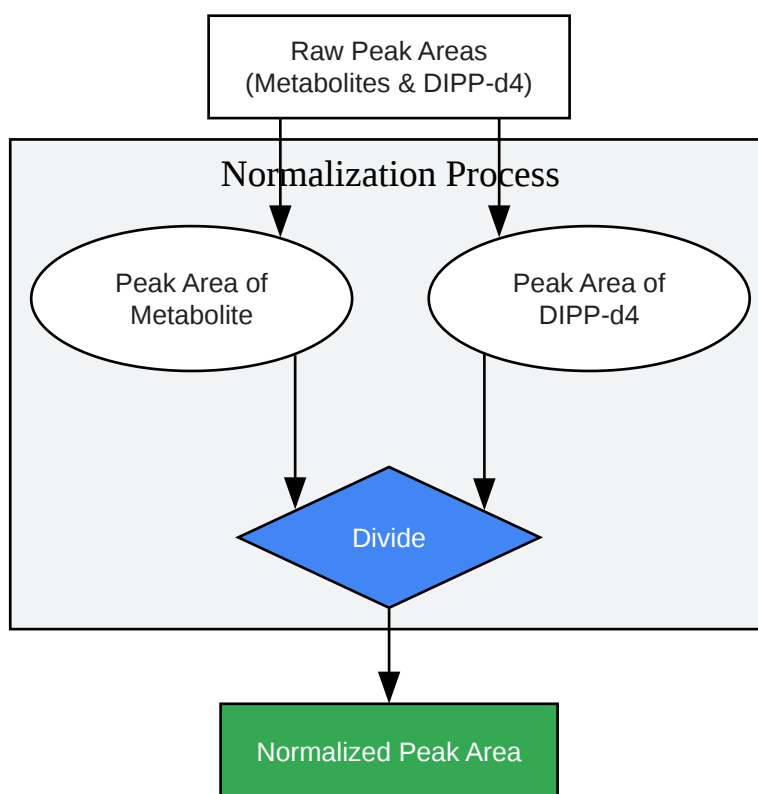 Raw Peak Areas
(Metabolites & DIPP-d4)
Normalization Process
Peak Area of
Metabolite
Peak Area of
DIPP-d4
Divide
Normalized Peak Area